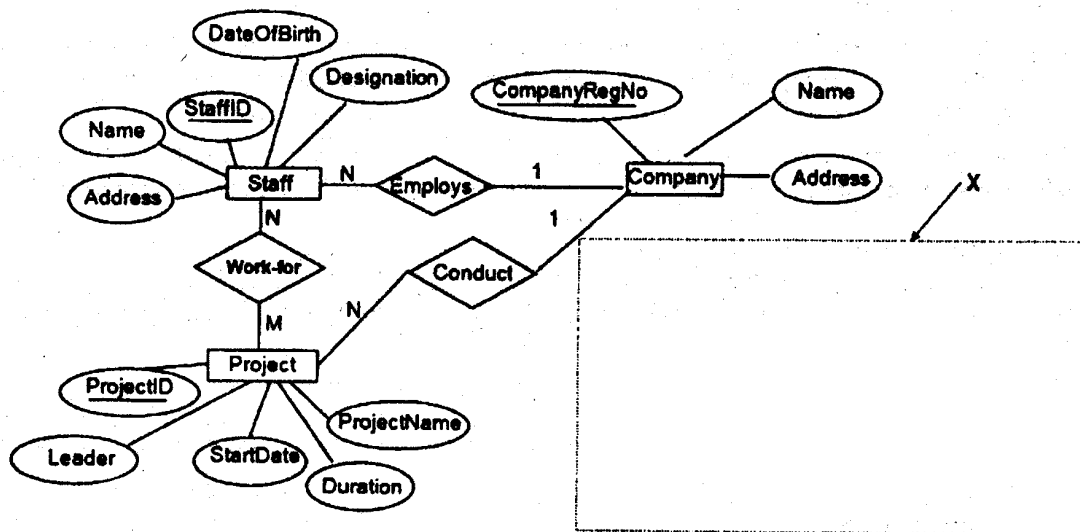 DateOfBirth
Designation
StaffID
Name
Address
Staff
N
Employs
1
CompanyRegNo
Name
Company
Address
X
N
Work-for
M
1
Conduct
N
Project
ProjectID
ProjectName
Leader
StartDate
Duration